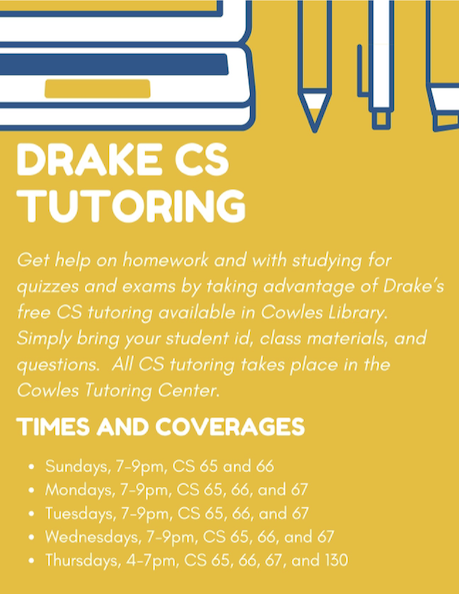 DRAKE CS
TUTORING
Get help on homework and with studying for
quizzes and exams by taking advantage of Drake's
free CS tutoring available in Cowles Library.
Simply bring your student id, class materials, and
questions.  All CS tutoring takes place in the
Cowles Tutoring Center.
TIMES AND COVERAGES
• Sundays, 7-9pm, CS 65 and 66
• Mondays, 7-9pm, CS 65, 66, and 67
• Tuesdays, 7-9pm, CS 65, 66, and 67
• Wednesdays, 7-9pm, CS 65, 66, and 67
• Thursdays, 4-7pm, CS 65, 66, 67, and 130